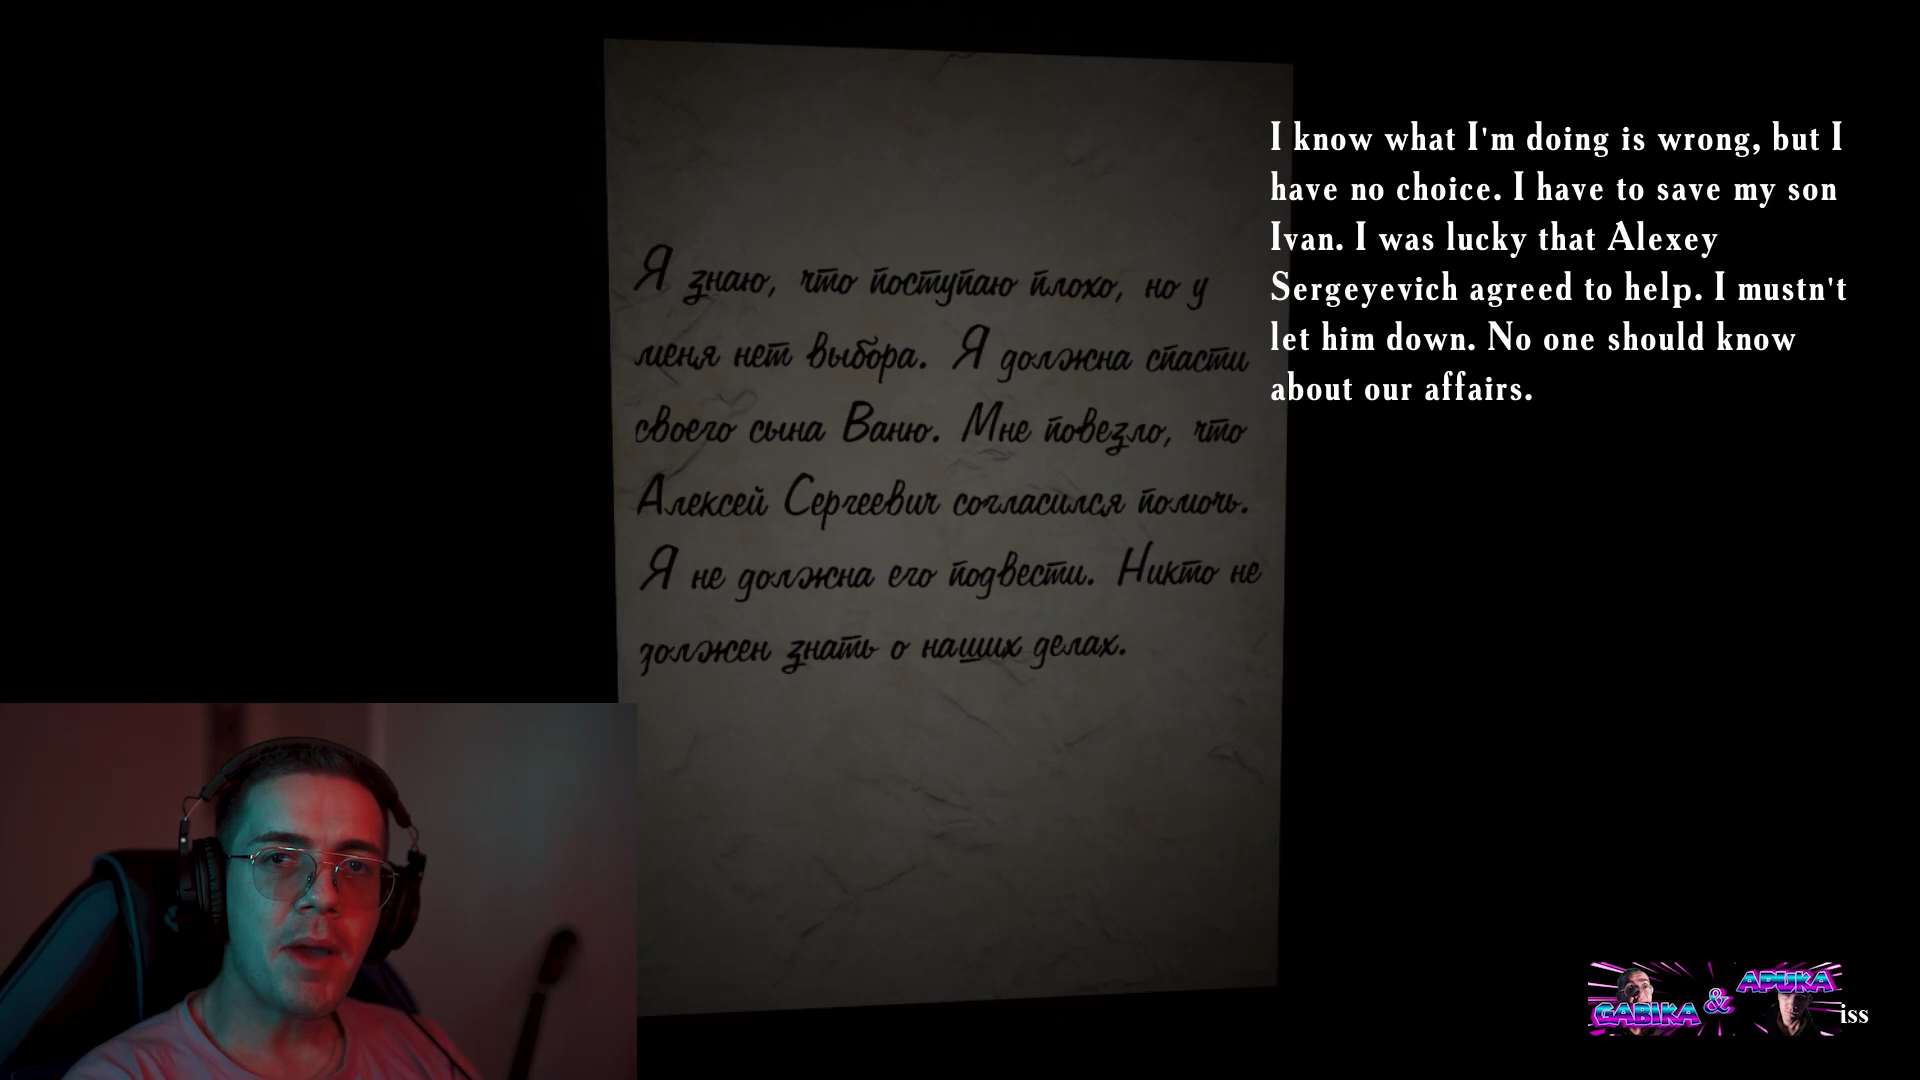 Я знаю, что поступаю плохо, но у
меня нет выбора. Я должна спасти
своего сына Ваню. Мне повезло, что
Алексей Сергеевич согласился помочь.
Я не должна его подвести. Никто не
должен знать о наших делах.
I know what I'm doing is wrong, but I
have no choice. I have to save my son
Ivan. I was lucky that Alexey
Sergeyevich agreed to help. I mustn't
let him down. No one should know
about our affairs.
GABIKA & APUKA
iss